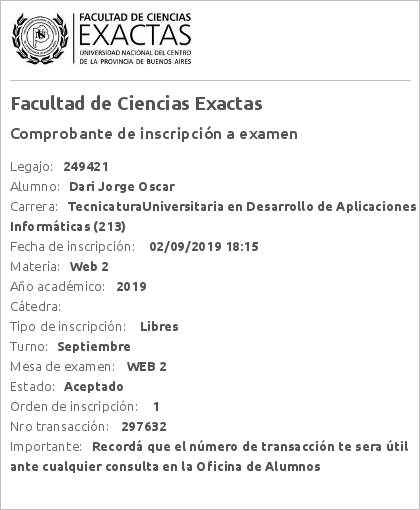 FACULTAD DE CIENCIAS
EXACTAS
UNIVERSIDAD NACIONAL DEL CENTRO
DE LA PROVINCIA DE BUENOS AIRES
Facultad de Ciencias Exactas
Comprobante de inscripción a examen
Legajo: 249421
Alumno: Dari Jorge Oscar
Carrera: TecnicaturaUniversitaria en Desarrollo de Aplicaciones
Informáticas (213)
Fecha de inscripción: 02/09/2019 18:15
Materia: Web 2
Año académico: 2019
Cátedra:
Tipo de inscripción: Libres
Turno: Septiembre
Mesa de examen: WEB 2
Estado: Aceptado
Orden de inscripción: 1
Nro transacción: 297632
Importante: Recordá que el número de transacción te sera útil
ante cualquier consulta en la Oficina de Alumnos